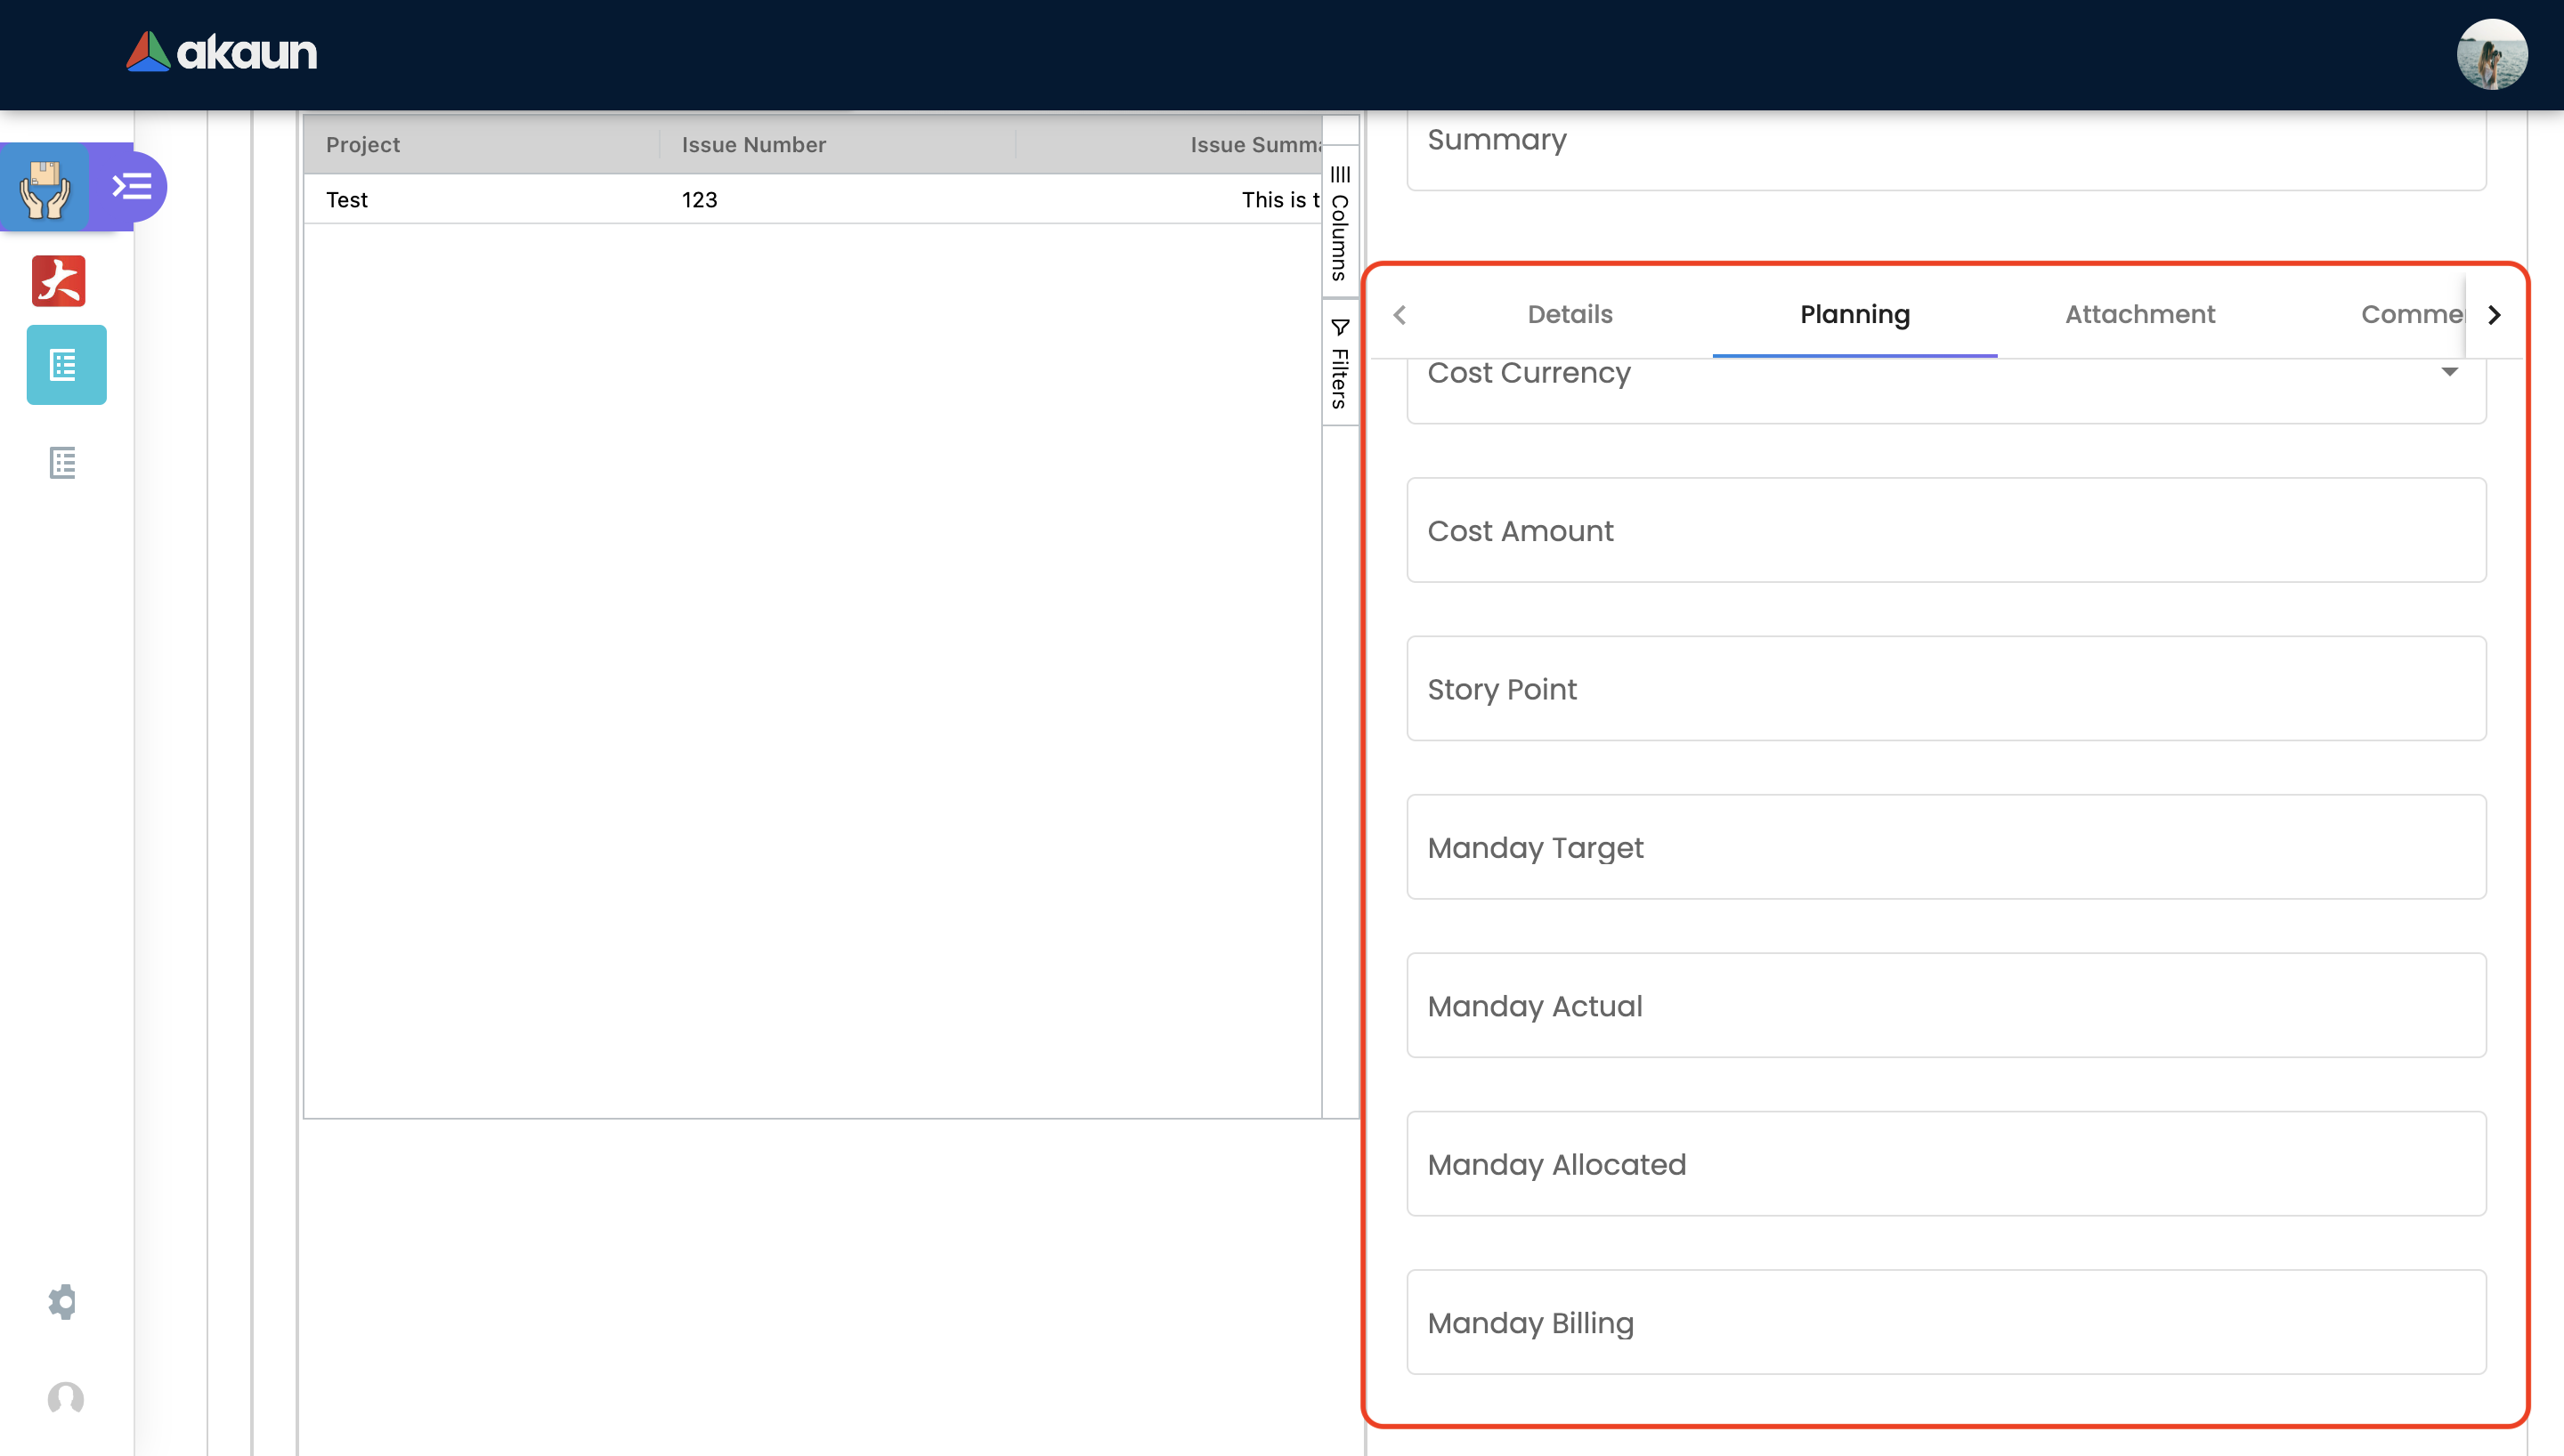 akaun
Project Issue Number Issue Summa
Test 123 This is t
Columns
Filters
Summary
Details Planning Attachment Comme
Cost Currency
Cost Amount
Story Point
Manday Target
Manday Actual
Manday Allocated
Manday Billing